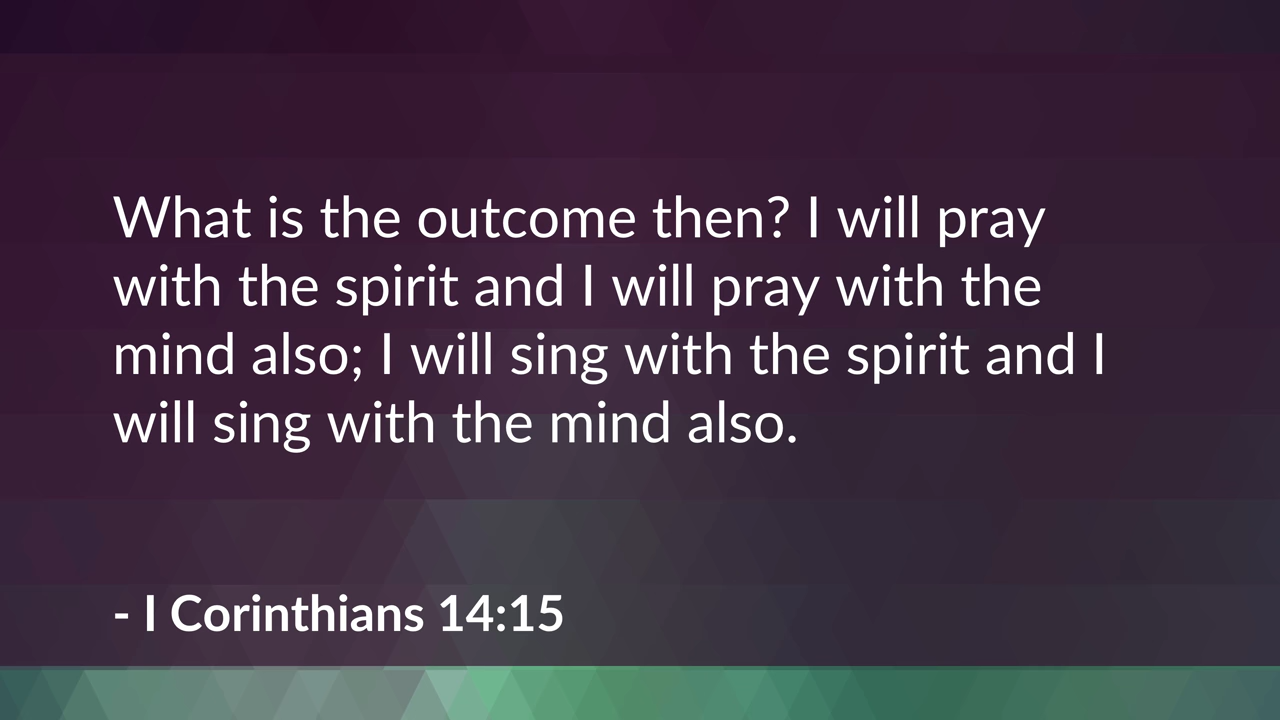 What is the outcome then? I will pray
with the spirit and I will pray with the
mind also; I will sing with the spirit and I
will sing with the mind also.
- I Corinthians 14:15